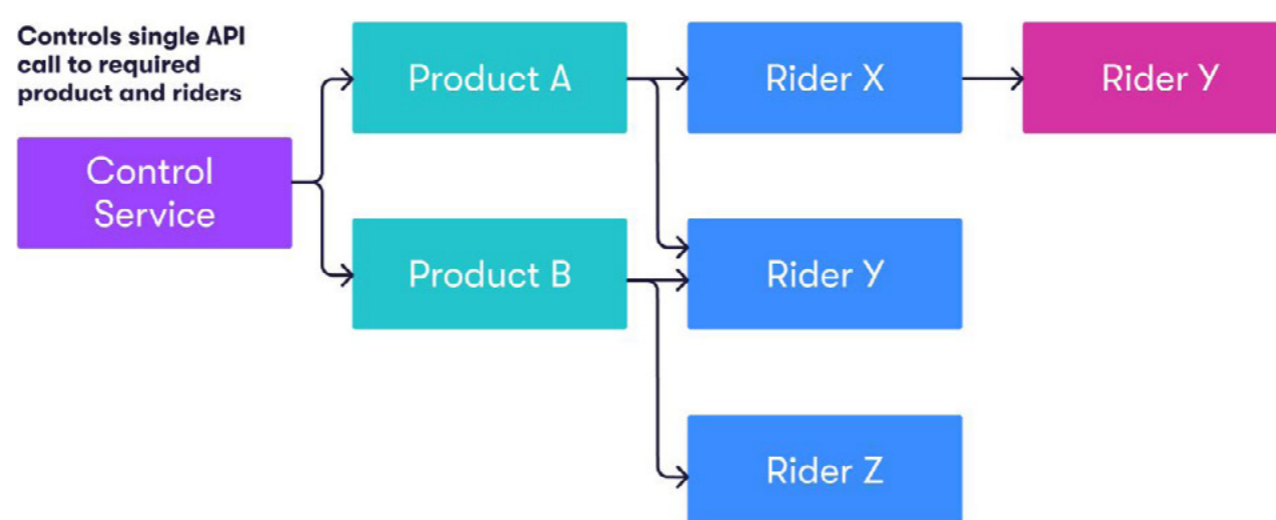 Controls single API
call to required
product and riders
Control
Service
Product A
Rider X
Rider Y
Product B
Rider Y
Rider Z